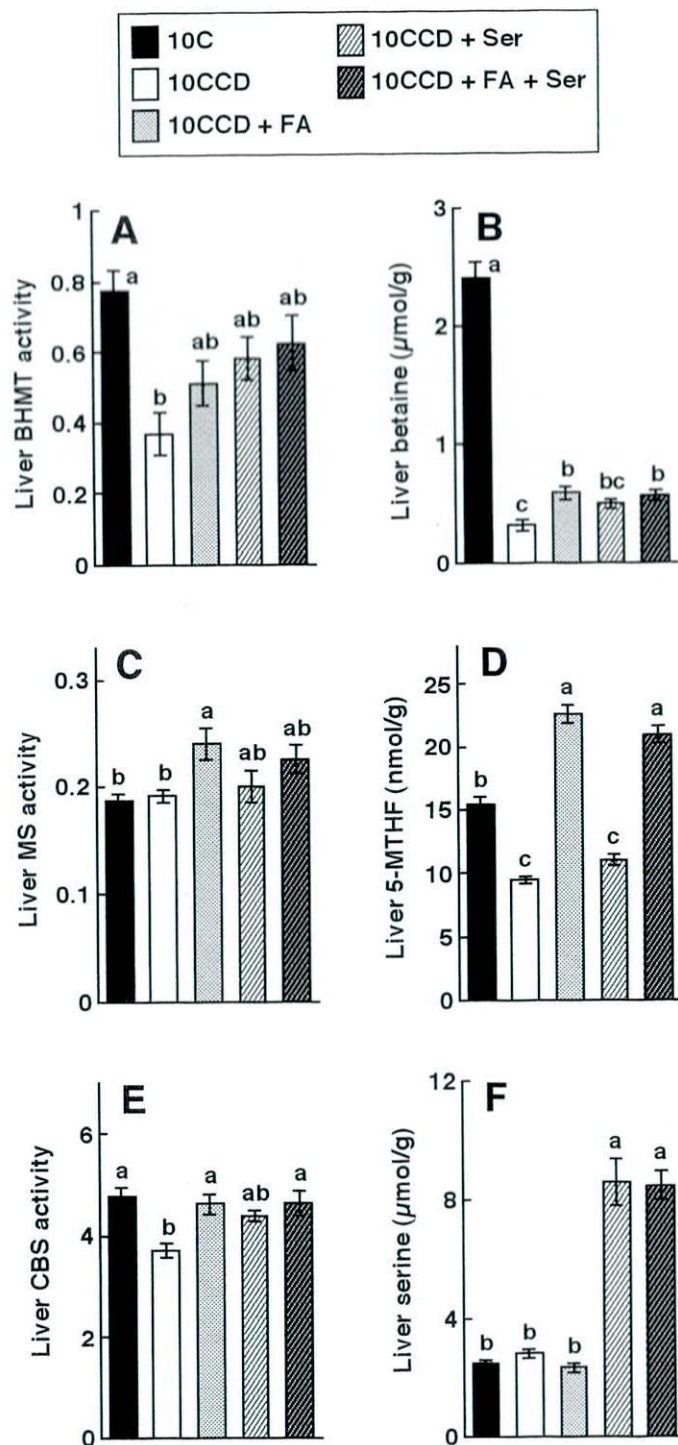 10C
10CCD
10CCD + FA
10CCD + Ser
10CCD + FA + Ser
A
Liver BHMT activity
1
0.8
0.6
0.4
0.2
0
a
b
ab
ab
ab
B
Liver betaine (µmol/g)
3
2
1
0
a
c
b
bc
b
C
Liver MS activity
0.3
0.2
0.1
0
b
b
a
ab
ab
D
Liver 5-MTHF (nmol/g)
25
20
15
10
5
0
b
c
a
c
a
E
Liver CBS activity
6
4
2
0
a
b
a
ab
a
F
Liver serine (µmol/g)
12
8
4
0
b
b
b
a
a